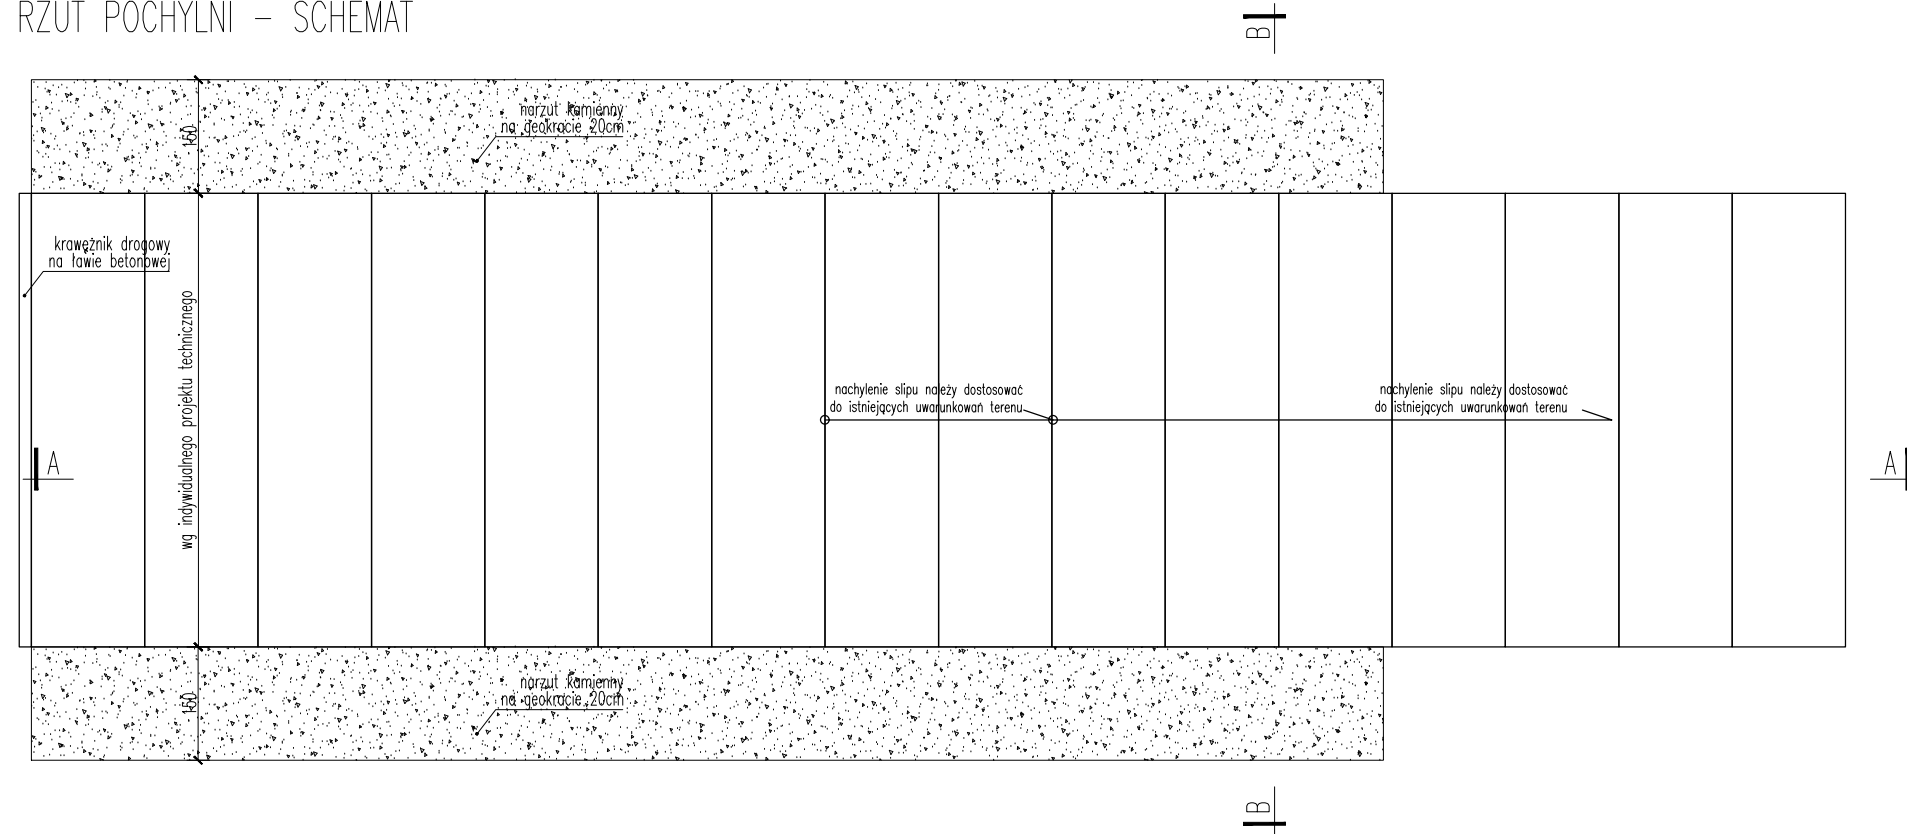 RZUT POCHYLNI – SCHEMAT
B
narzut kamienny
na geokracie 20cm
150
krawężnik drogowy
na ławie betonowej
wg indywidualnego projektu technicznego
nachylenie slipu należy dostosować
do istniejących uwarunkowań terenu
nachylenie slipu należy dostosować
do istniejących uwarunkowań terenu
A
A
narzut kamienny
na geokracie 20cm
150
B